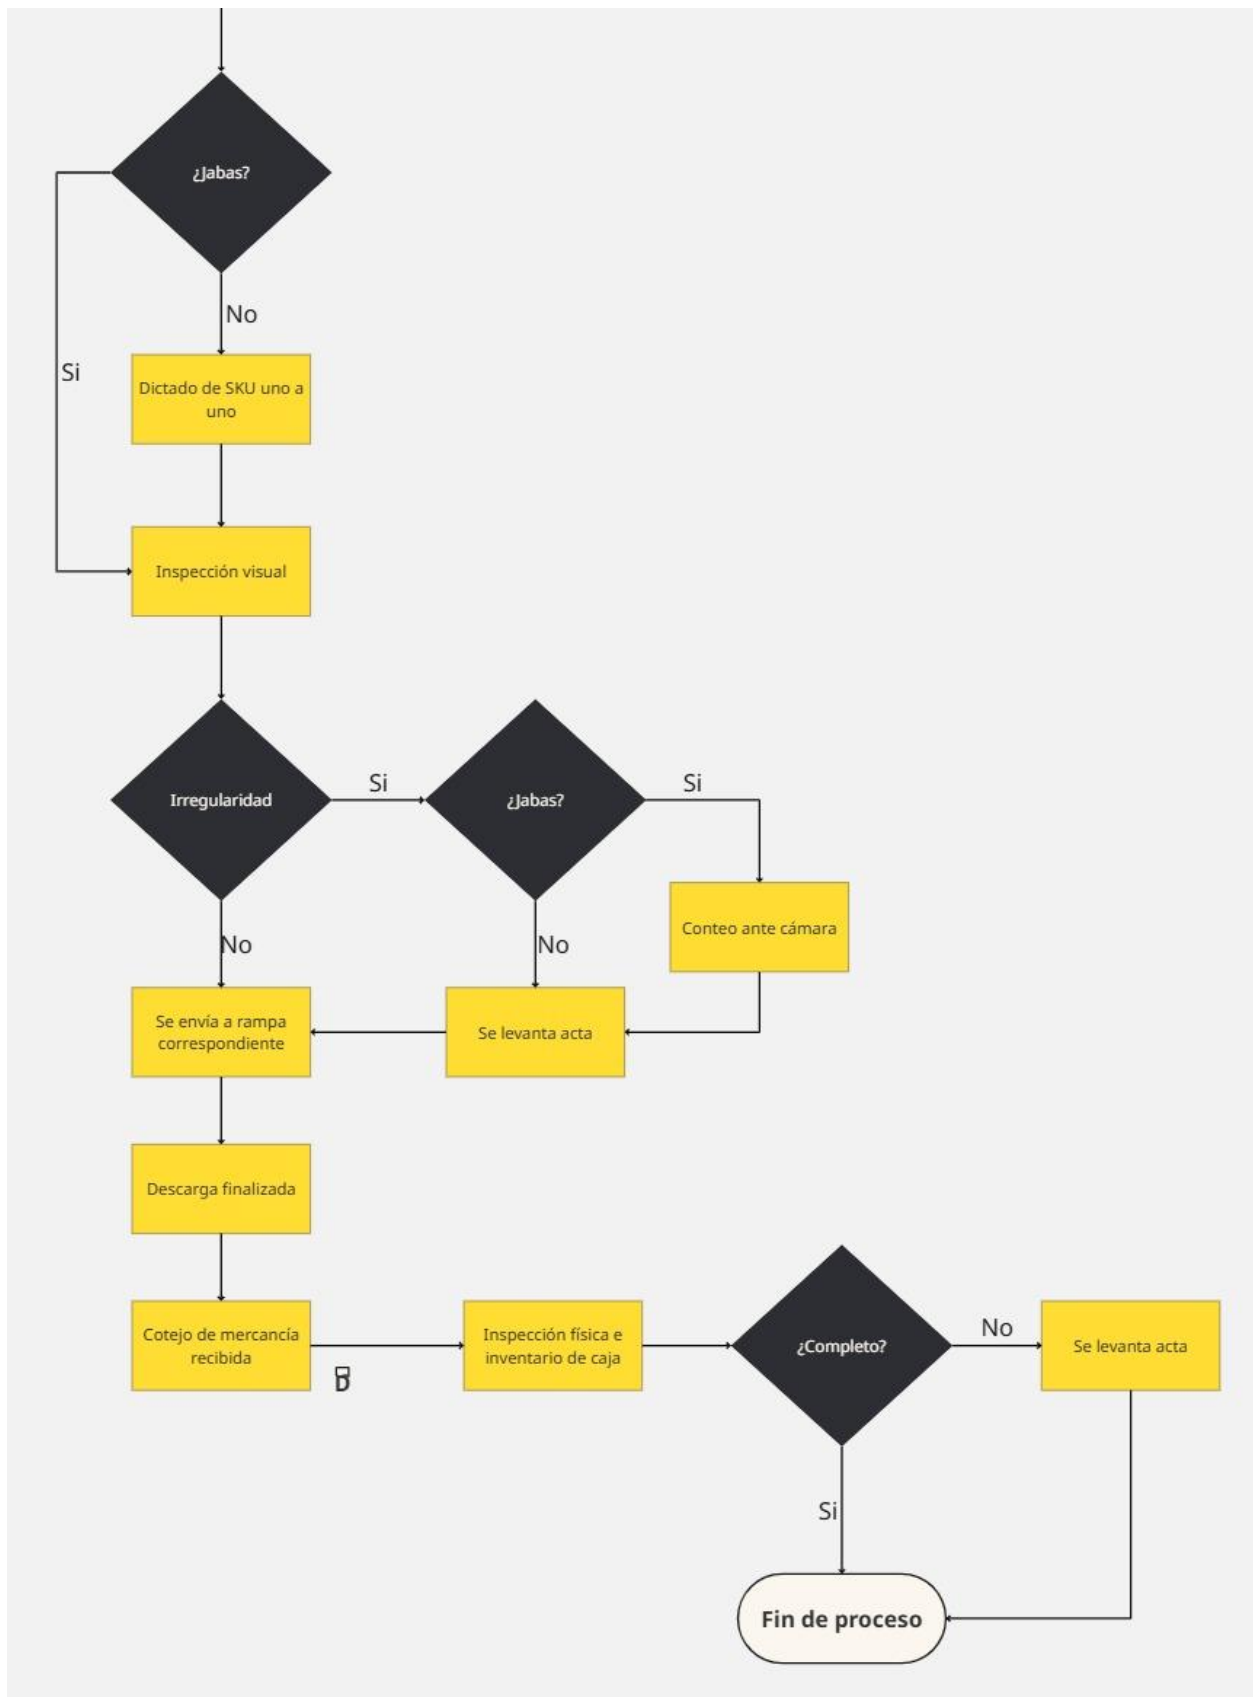 ¿Jabas?
No
Si
Dictado de SKU uno a
uno
Inspección visual
Irregularidad
Si
¿Jabas?
Si
Conteo ante cámara
No
No
Se envía a rampa
correspondiente
Se levanta acta
Descarga finalizada
Cotejo de mercancía
recibida
Inspección física e
inventario de caja
¿Completo?
No
Se levanta acta
Si
Fin de proceso